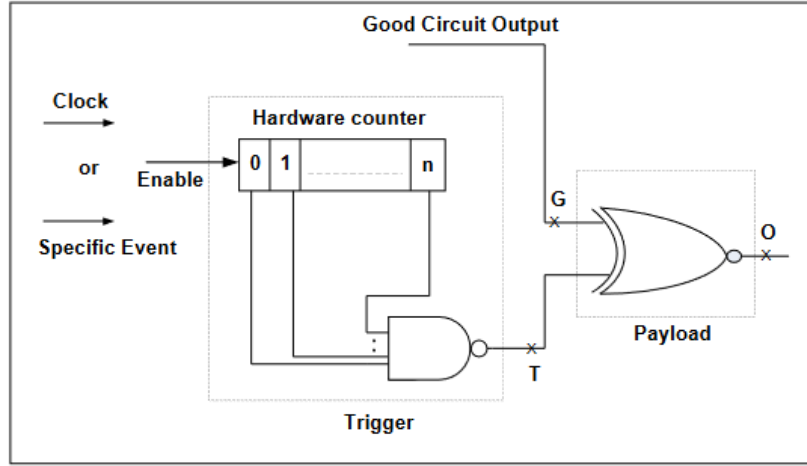 Good Circuit Output
Clock
or
Specific Event
Enable
Hardware counter
0 1 n
G
T
O
Payload
Trigger